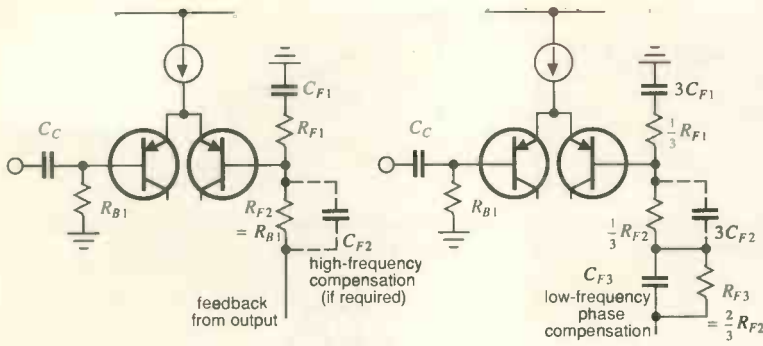 C_C
R_B1
C_F1
R_F1
R_F2
= R_B1
C_F2
high-frequency
compensation
(if required)
feedback
from output
C_C
R_B1
3C_F1
1/3 R_F1
1/3 R_F2
3C_F2
C_F3
low-frequency
phase
compensation
R_F3
= 2/3 R_F2